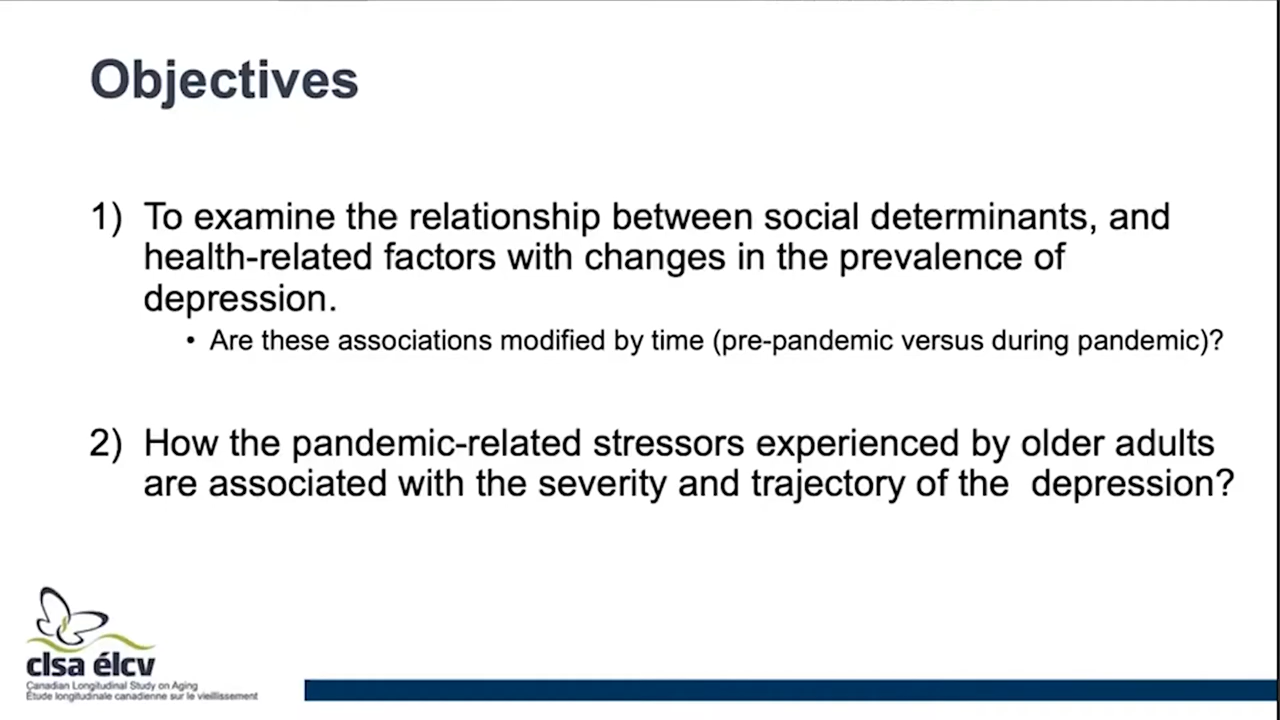 Objectives
1) To examine the relationship between social determinants, and
health-related factors with changes in the prevalence of
depression.
• Are these associations modified by time (pre-pandemic versus during pandemic)?
2) How the pandemic-related stressors experienced by older adults
are associated with the severity and trajectory of the depression?
clsa élcv
Canadian Longitudinal Study on Aging
Étude longitudinale canadienne sur le vieillissement